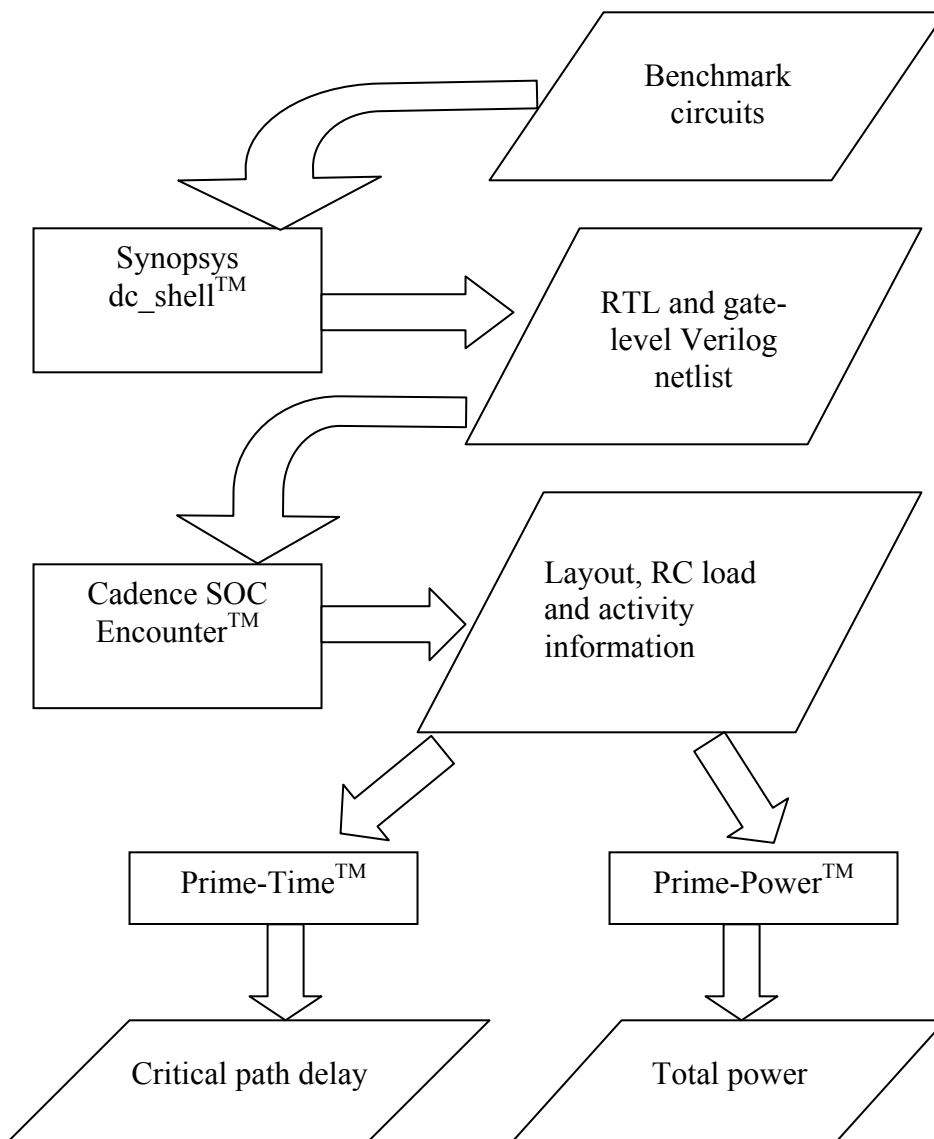 Benchmark
circuits
Synopsys
dc_shell™
RTL and gate-
level Verilog
netlist
Cadence SOC
Encounter™
Layout, RC load
and activity
information
Prime-Time™
Prime-Power™
Critical path delay
Total power